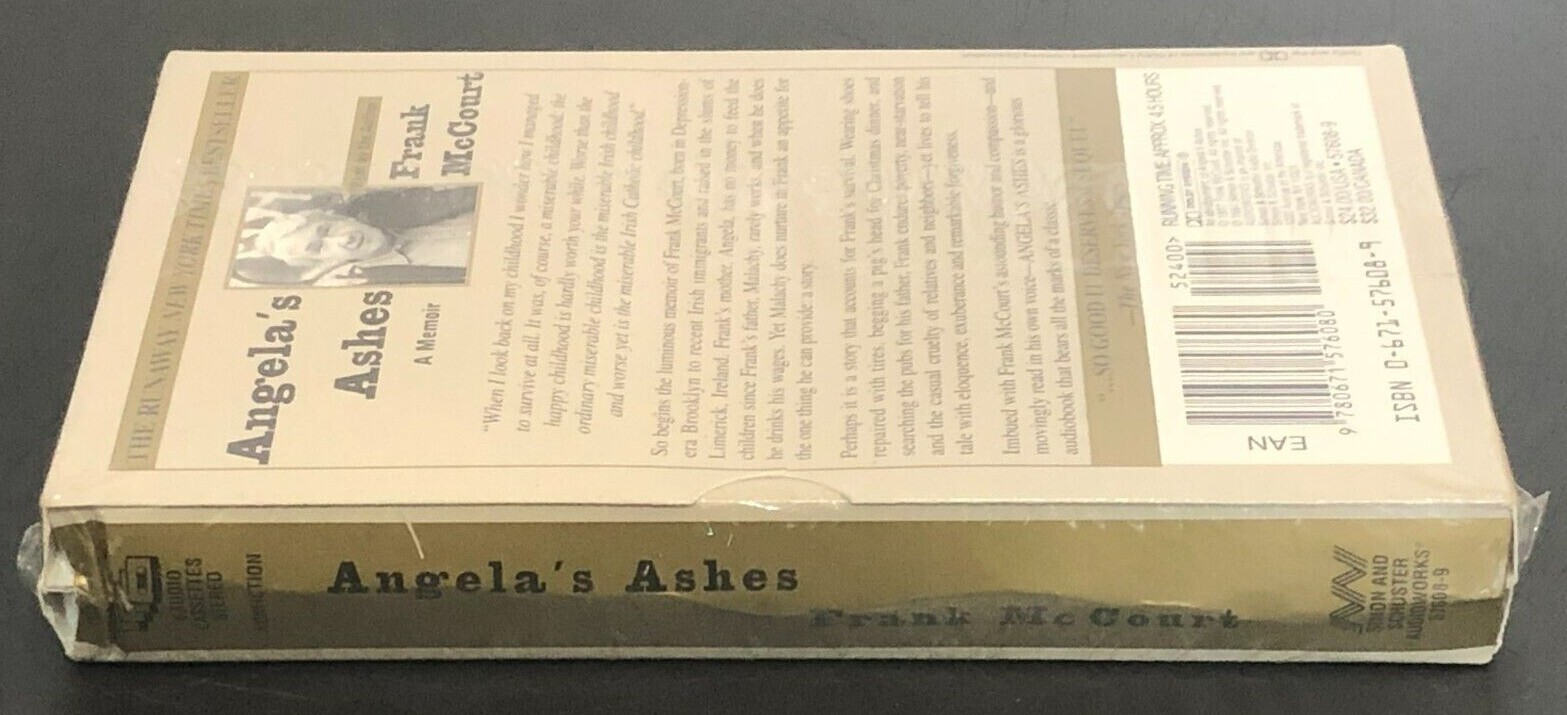 THE RUNAWAY NEW YORK TIMES BESTSELLER
Angela's
Ashes
A Memoir
Read by the Author
Frank
McCourt
"When I look back on my childhood I wonder how I managed
to survive at all. It was, of course, a miserable childhood: the
happy childhood is hardly worth your while. Worse than the
ordinary miserable childhood is the miserable Irish childhood
and worse yet is the miserable Irish Catholic childhood."
So begins the luminous memoir of Frank McCourt, born in Depression-
era Brooklyn to recent Irish immigrants and raised in the slums of
Limerick, Ireland. Frank's mother, Angela, has no money to feed the
children since Frank's father, Malachy, rarely works, and when he does
he drinks his wages. Yet Malachy does nurture in Frank an appetite for
the one thing he can provide: a story.
Perhaps it is a story that accounts for Frank's survival. Wearing shoes
repaired with tires, begging a pig's head for Christmas dinner, and
searching the pubs for his father, Frank endures poverty, near-starvation
and the casual cruelty of relatives and neighbors—yet lives to tell his
tale with eloquence, exuberance and remarkable forgiveness.
Imbued with Frank McCourt's astounding humor and compassion—and
movingly read in his own voice—ANGELA'S ASHES is a glorious
audiobook that bears all the marks of a classic.
"...SO GOOD IT DESERVES A SEQUEL."
RUNNING TIME APPROX. 4.5 HOURS
$24.00 USA • 57608-9
$32.00 CANADA
52400>
EAN
9 780671 576080
ISBN 0-671-57608-9
AUDIO
CASSETTES
STEREO
NONFICTION
Angela's Ashes
Frank McCourt
SIMON AND
SCHUSTER
AUDIOWORKS®
57608-9